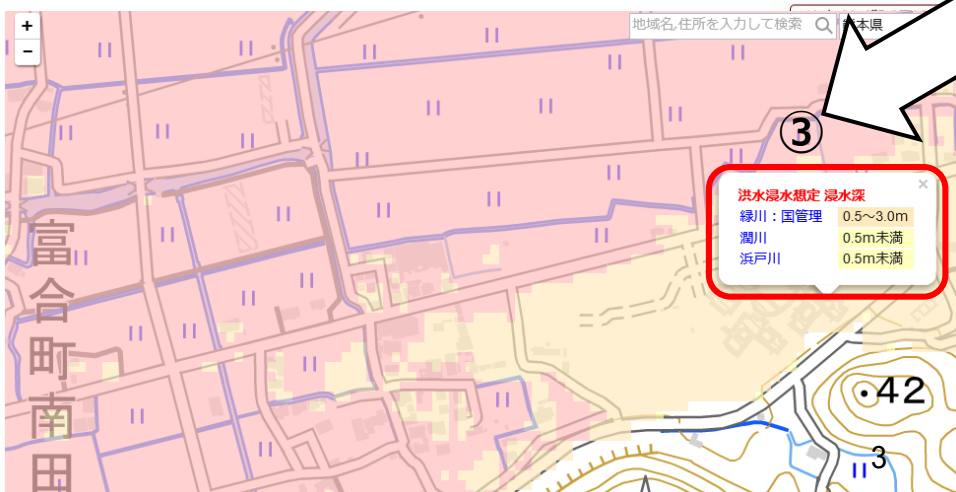 +
−
地域名,住所を入力して検索
本県
③
×
洪水浸水想定 浸水深
緑川：国管理 0.5～3.0m
潤川 0.5m未満
浜戸川 0.5m未満
富合町南田
42
3